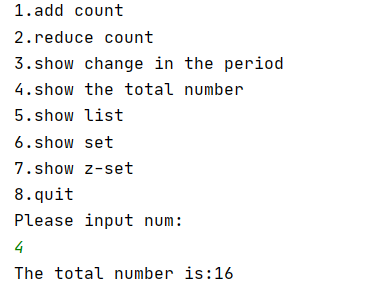 1.add count
2.reduce count
3.show change in the period
4.show the total number
5.show list
6.show set
7.show z-set
8.quit
Please input num:
4
The total number is:16